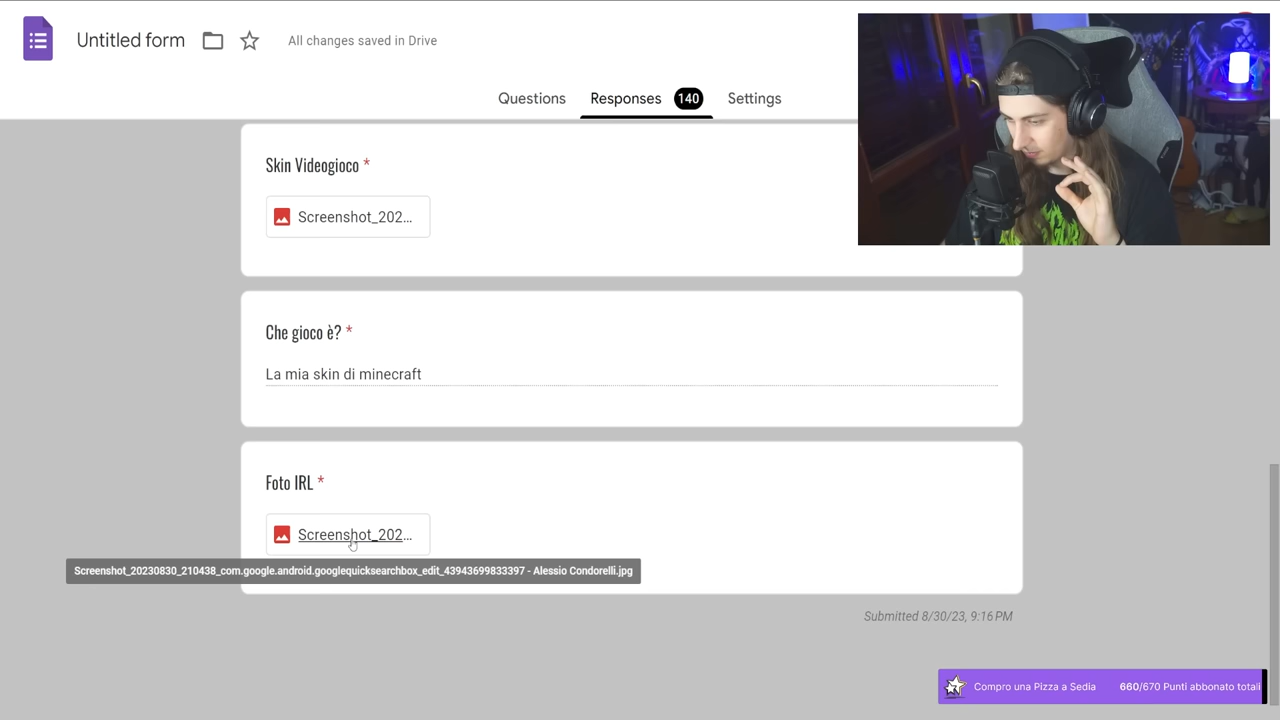 Untitled form
All changes saved in Drive
Questions
Responses 140
Settings
Skin Videogioco *
Screenshot_202...
Che gioco è? *
La mia skin di minecraft
Foto IRL *
Screenshot_202...
Screenshot_20230830_210438_com.google.android.googlequicksearchbox_edit_43943699833397 - Alessio Condorelli.jpg
Submitted 8/30/23, 9:16 PM
Compro una Pizza a Sedia 660/670 Punti abbonato totali